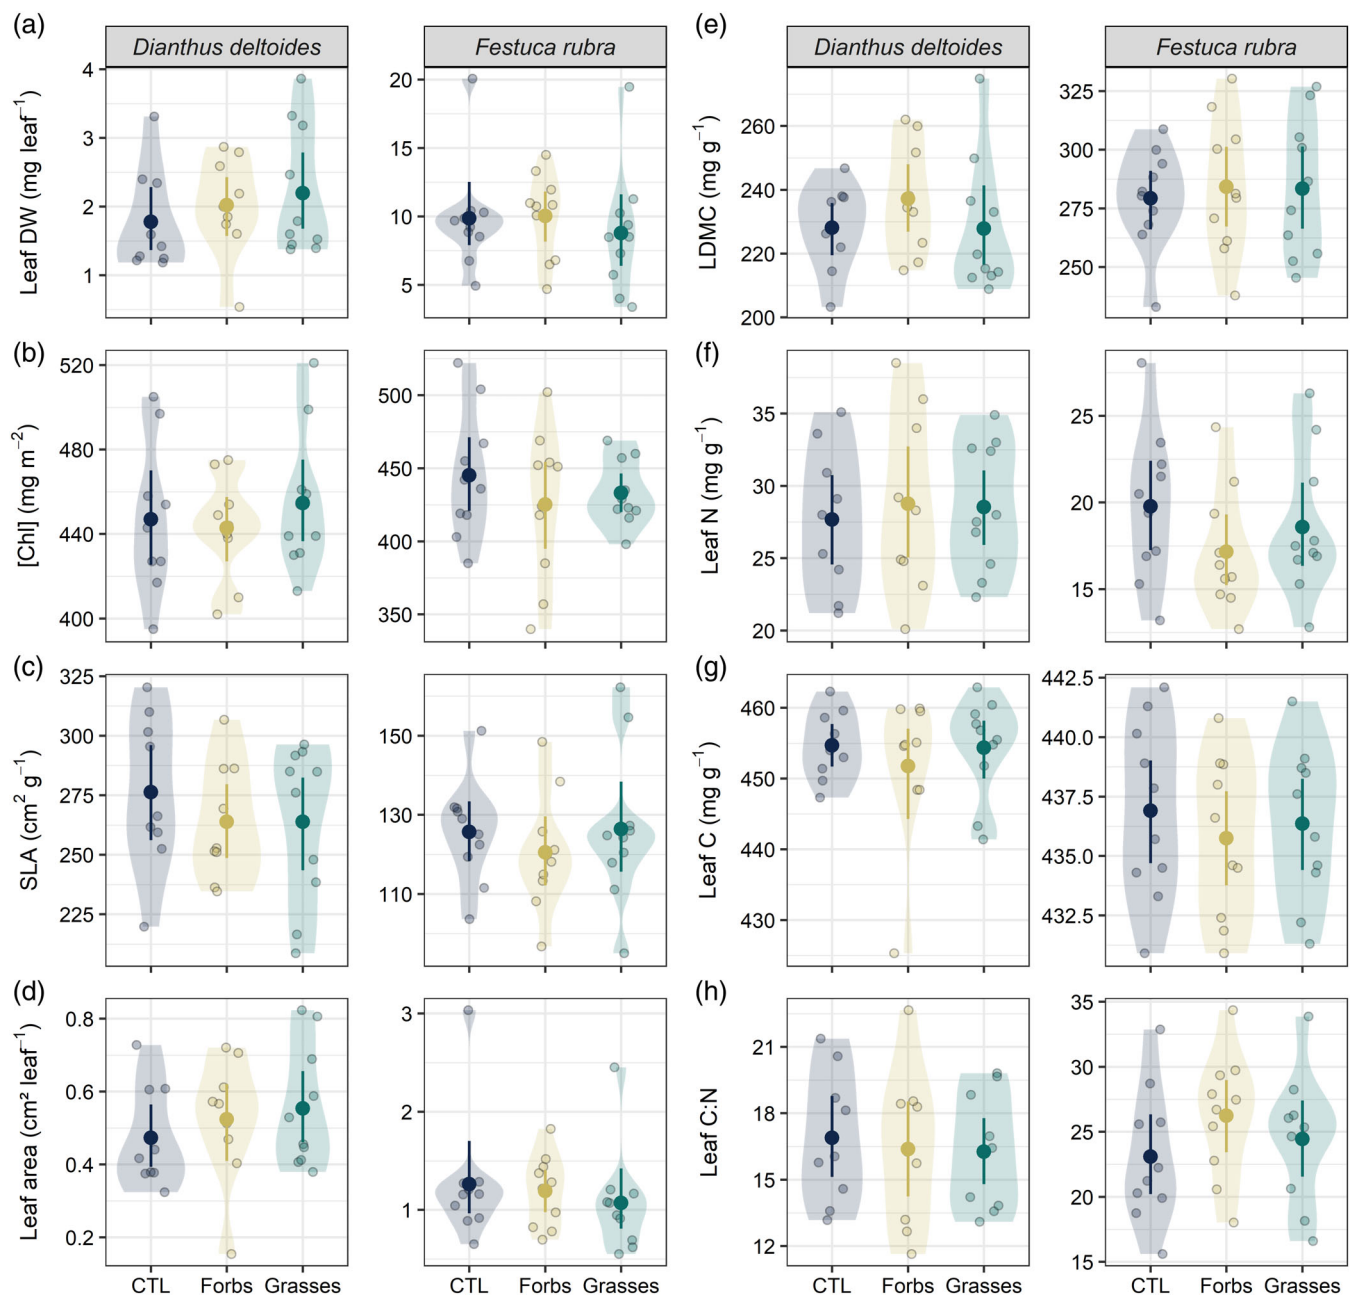 (a)
Dianthus deltoides
Festuca rubra
Leaf DW (mg leaf⁻¹)
4
3
2
1
20
15
10
5
(b)
[Chl] (mg m⁻²)
520
480
440
400
500
450
400
350
(c)
SLA (cm² g⁻¹)
325
300
275
250
225
150
130
110
(d)
Leaf area (cm² leaf⁻¹)
0.8
0.6
0.4
0.2
3
2
1
CTL Forbs Grasses
CTL Forbs Grasses
(e)
Dianthus deltoides
Festuca rubra
LDMC (mg g⁻¹)
260
240
220
200
325
300
275
250
(f)
Leaf N (mg g⁻¹)
35
30
25
20
25
20
15
(g)
Leaf C (mg g⁻¹)
460
450
440
430
442.5
440.0
437.5
435.0
432.5
(h)
Leaf C:N
21
18
15
12
35
30
25
20
15
CTL Forbs Grasses
CTL Forbs Grasses